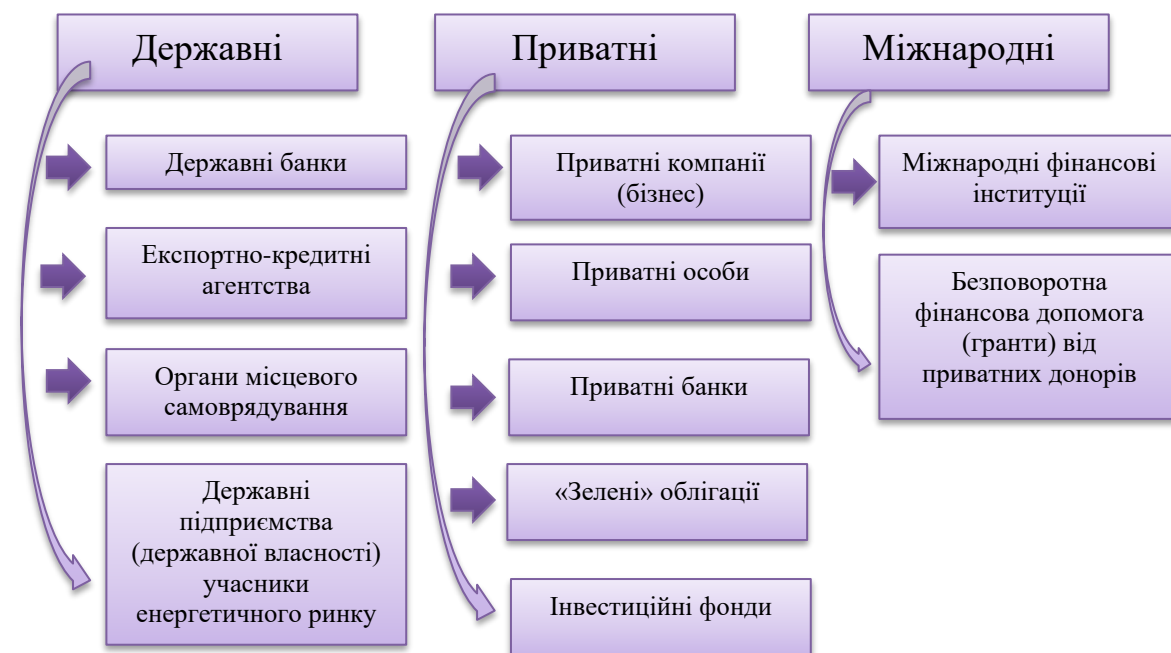 Державні
Державні банки
Експортно-кредитні
агентства
Органи місцевого
самоврядування
Державні
підприємства
(державної власності)
учасники
енергетичного ринку
Приватні
Приватні компанії
(бізнес)
Приватні особи
Приватні банки
«Зелені» облігації
Інвестиційні фонди
Міжнародні
Міжнародні фінансові
інституції
Безповоротна
фінансова допомога
(гранти) від
приватних донорів